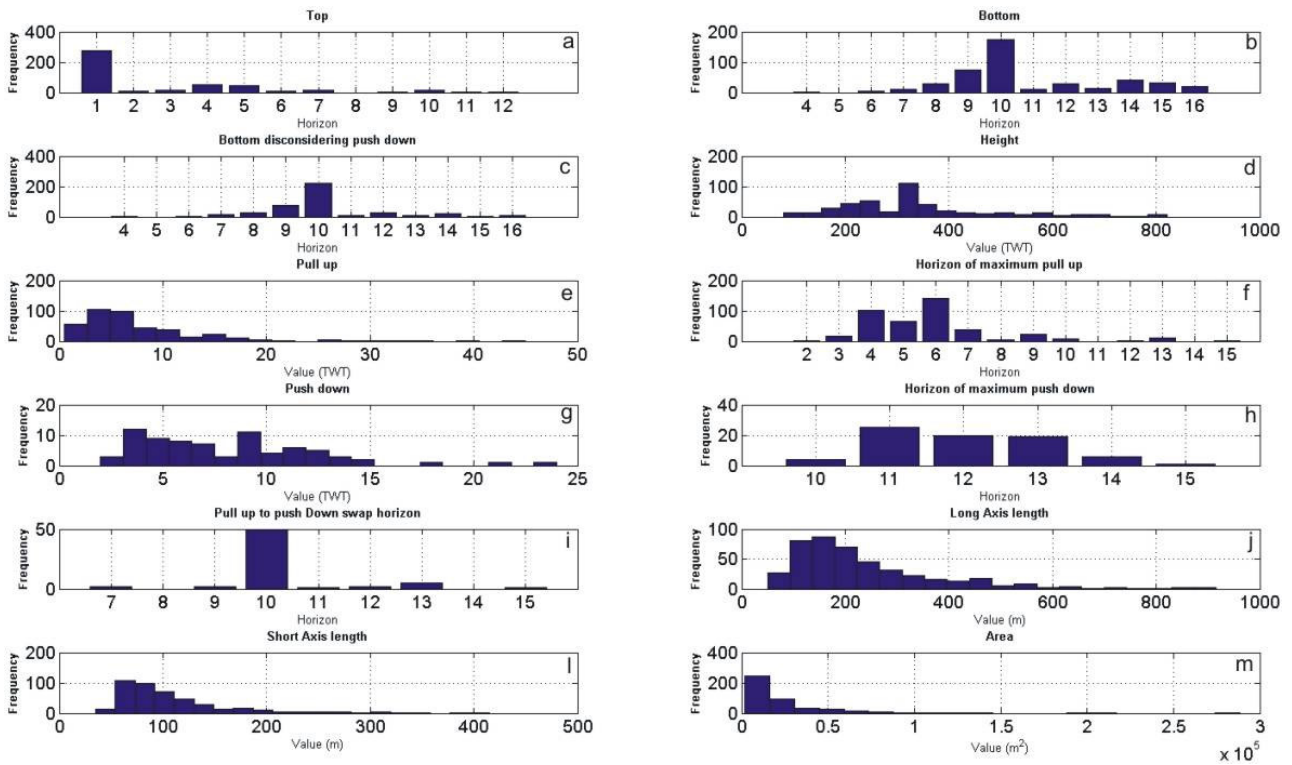 Top
Frequency
400
200
0
a
1 2 3 4 5 6 7 8 9 10 11 12
Horizon
Bottom
Frequency
200
100
0
b
4 5 6 7 8 9 10 11 12 13 14 15 16
Horizon
Bottom disconsidering push down
Frequency
400
200
0
c
4 5 6 7 8 9 10 11 12 13 14 15 16
Horizon
Height
Frequency
200
100
0
d
0 200 400 600 800 1000
Value (TWT)
Pull up
Frequency
200
100
0
e
0 10 20 30 40 50
Value (TWT)
Horizon of maximum pull up
Frequency
200
100
0
f
2 3 4 5 6 7 8 9 10 11 12 13 14 15
Horizon
Push down
Frequency
20
10
0
g
0 5 10 15 20 25
Value (TWT)
Horizon of maximum push down
Frequency
40
20
0
h
10 11 12 13 14 15
Horizon
Pull up to push Down swap horizon
Frequency
50
0
i
7 8 9 10 11 12 13 14 15
Horizon
Long Axis length
Frequency
100
50
0
j
0 200 400 600 800 1000
Value (m)
Short Axis length
Frequency
200
100
0
l
0 100 200 300 400 500
Value (m)
Area
Frequency
400
200
0
m
0 0.5 1 1.5 2 2.5 3
Value (m²)
x 10⁵